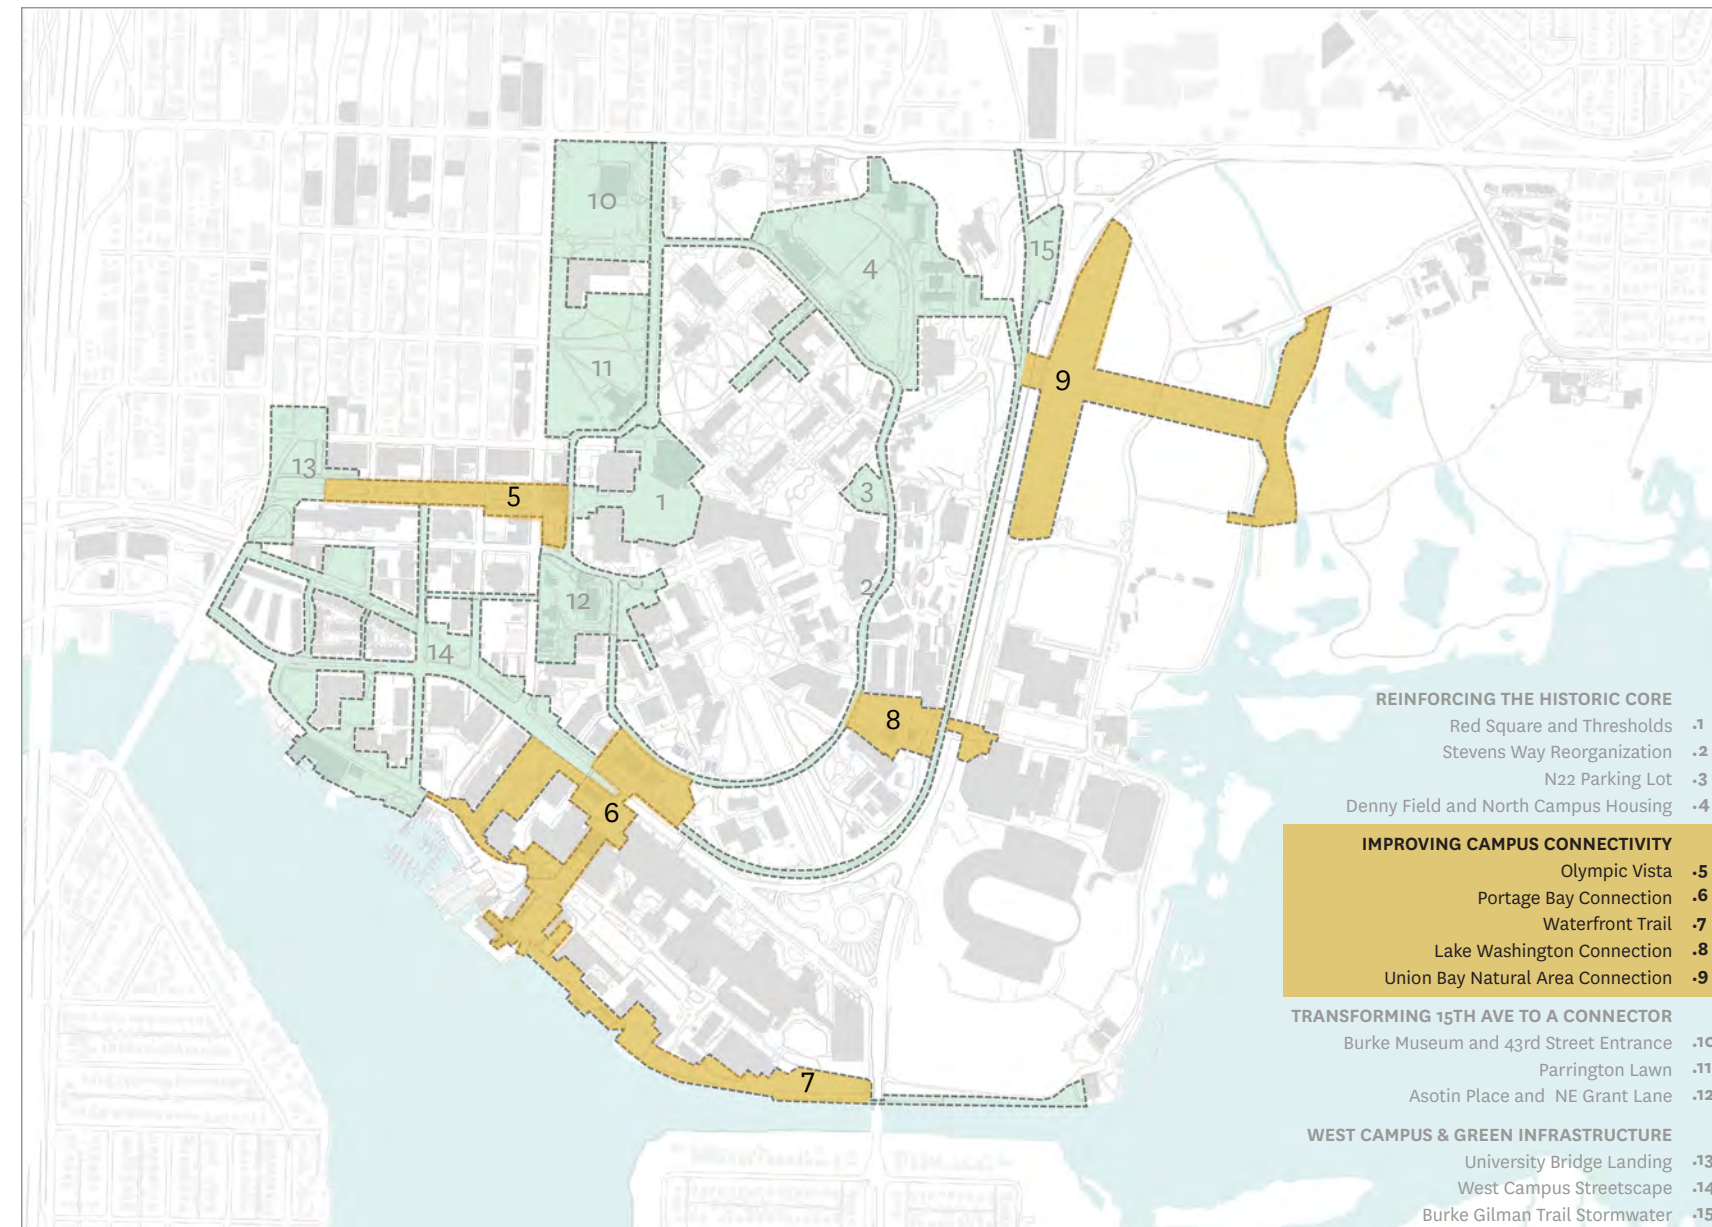 10
15
4
9
11
13
5
3
1
2
12
14
8
6
7
REINFORCING THE HISTORIC CORE
Red Square and Thresholds .1
Stevens Way Reorganization .2
N22 Parking Lot .3
Denny Field and North Campus Housing .4
IMPROVING CAMPUS CONNECTIVITY
Olympic Vista .5
Portage Bay Connection .6
Waterfront Trail .7
Lake Washington Connection .8
Union Bay Natural Area Connection .9
TRANSFORMING 15TH AVE TO A CONNECTOR
Burke Museum and 43rd Street Entrance .10
Parrington Lawn .11
Asotin Place and NE Grant Lane .12
WEST CAMPUS & GREEN INFRASTRUCTURE
University Bridge Landing .13
West Campus Streetscape .14
Burke Gilman Trail Stormwater .15